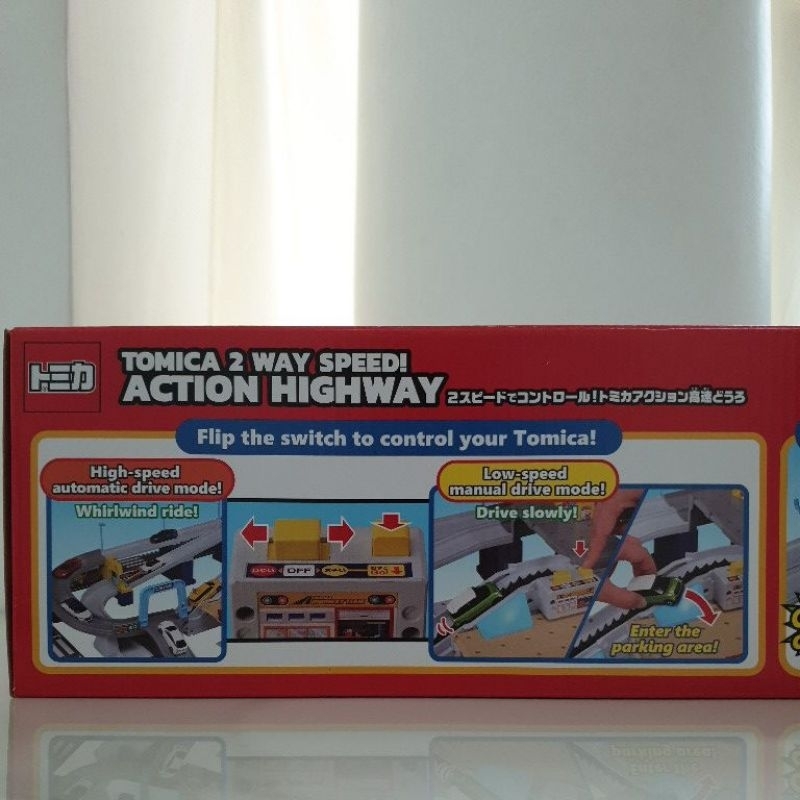 トミカ
TOMICA 2 WAY SPEED!
ACTION HIGHWAY
2スピードでコントロール!トミカアクション高速どうろ
Flip the switch to control your Tomica!
High-speed
automatic drive mode!
Whirlwind ride!
OFF
Low-speed
manual drive mode!
Drive slowly!
Enter the
parking area!